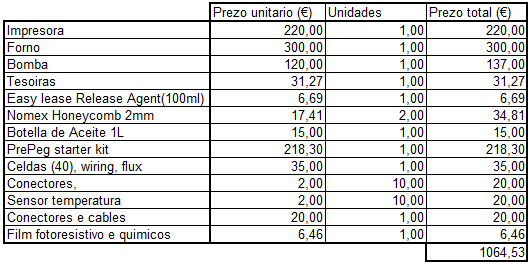 Prezo unitario (€) Unidades Prezo total (€)
Impresora 220,00 1,00 220,00
Forno 300,00 1,00 300,00
Bomba 120,00 1,00 137,00
Tesoiras 31,27 1,00 31,27
Easy lease Release Agent(100ml) 6,69 1,00 6,69
Nomex Honeycomb 2mm 17,41 2,00 34,81
Botella de Aceite 1L 15,00 1,00 15,00
PrePeg starter kit 218,30 1,00 218,30
Celdas (40), wiring, flux 35,00 1,00 35,00
Conectores, 2,00 10,00 20,00
Sensor temperatura 2,00 10,00 20,00
Conectores e cables 20,00 1,00 20,00
Film fotoresistivo e quimicos 6,46 1,00 6,46
1064,53